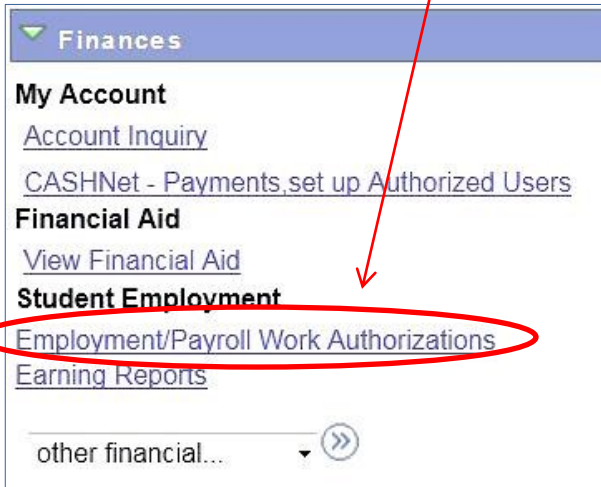 Finances
My Account
Account Inquiry
CASHNet - Payments,set up Authorized Users
Financial Aid
View Financial Aid
Student Employment
Employment/Payroll Work Authorizations
Earning Reports
other financial...